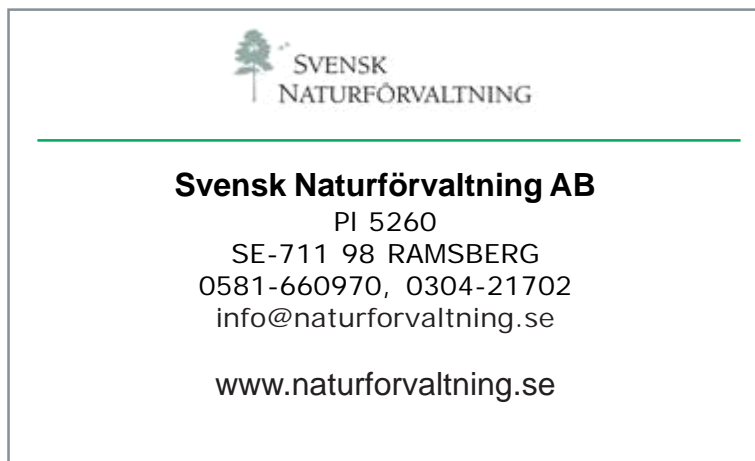 SVENSK
NATURFÖRVALTNING
Svensk Naturförvaltning AB
Pl 5260
SE-711 98 RAMSBERG
0581-660970, 0304-21702
info@naturforvaltning.se
www.naturforvaltning.se